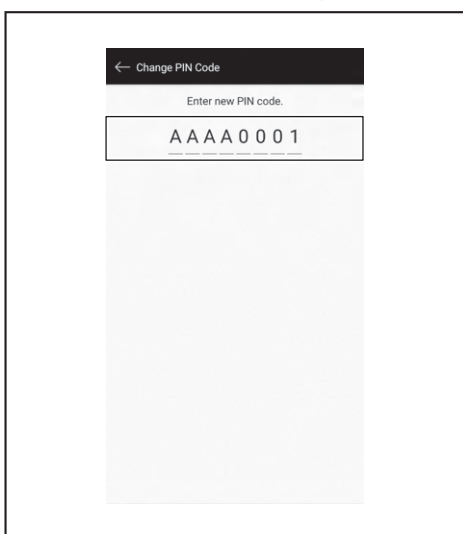 ← Change PIN Code
Enter new PIN code.
AAAA0001